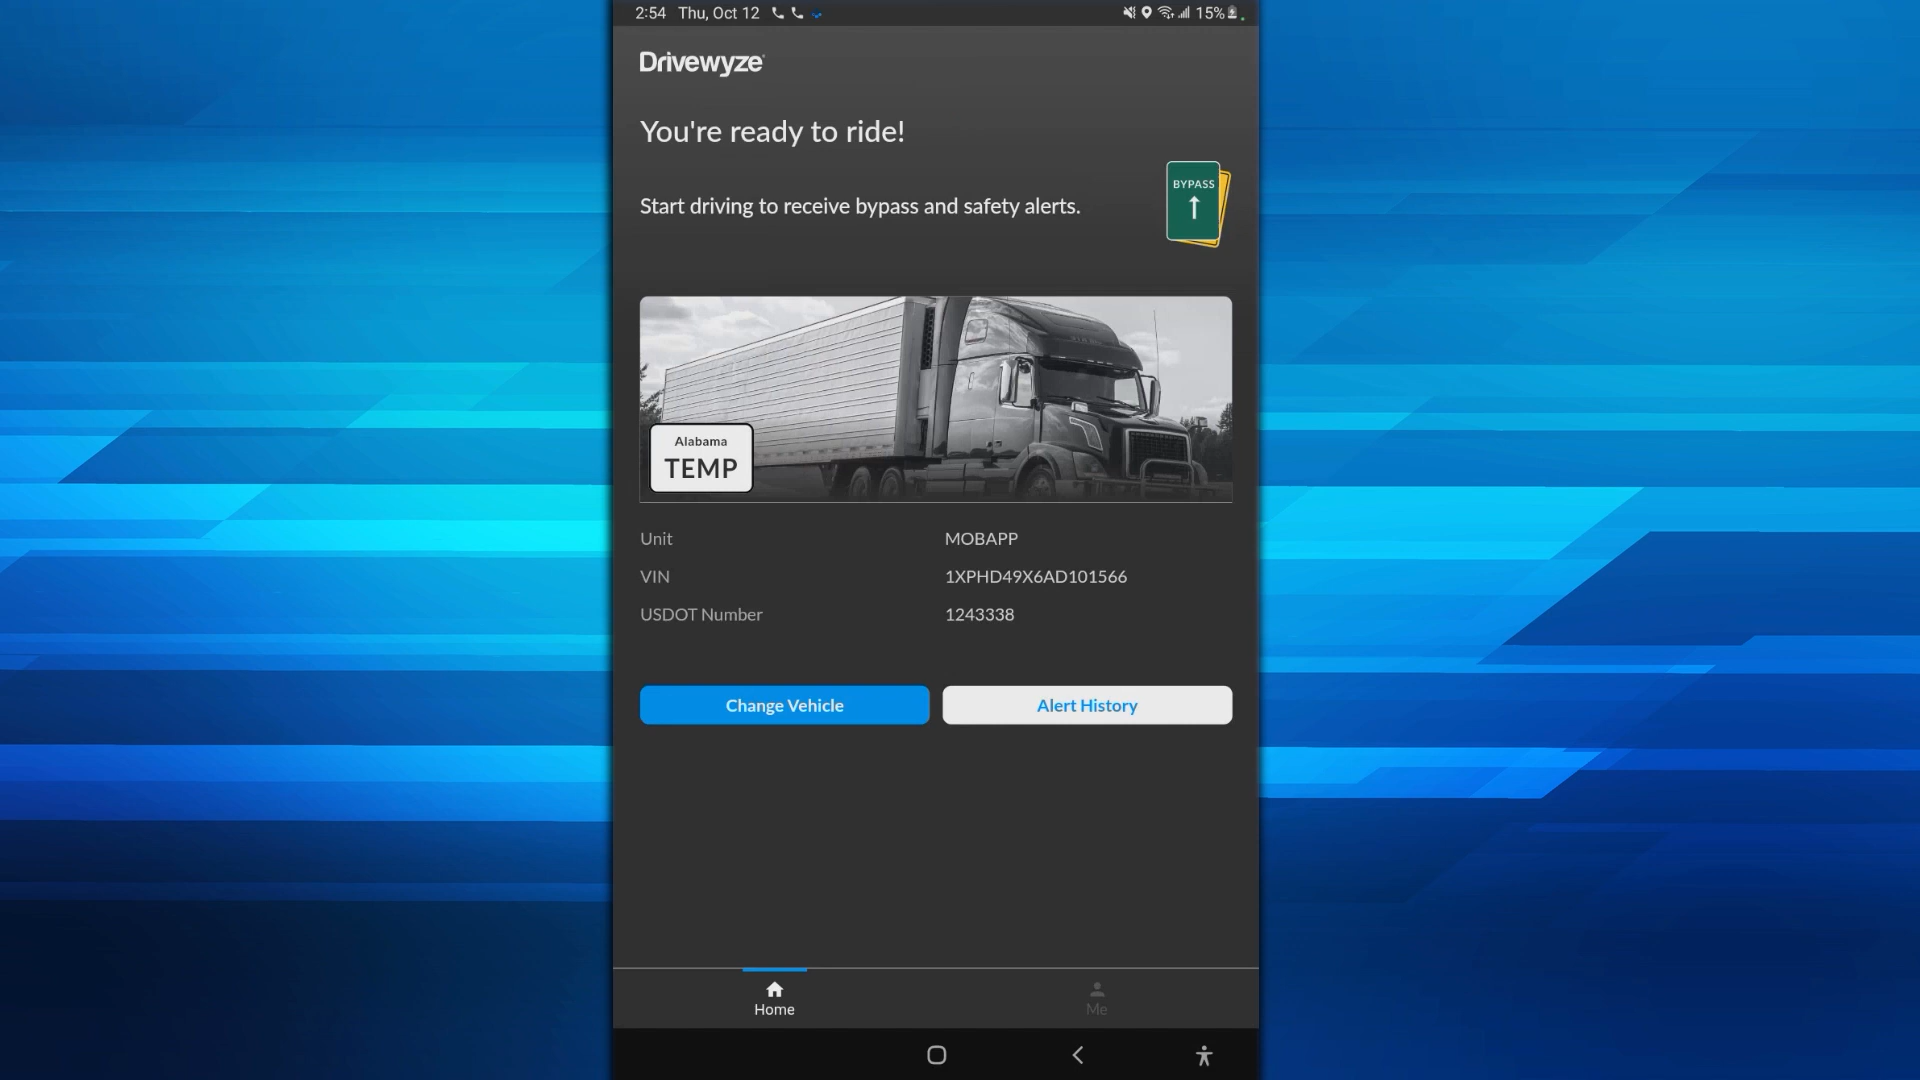 2:54 Thu, Oct 12
15%
Drivewyze
You're ready to ride!
BYPASS
Start driving to receive bypass and safety alerts.
Alabama
TEMP
Unit MOBAPP
VIN 1XPHD49X6AD101566
USDOT Number 1243338
Change Vehicle Alert History
Home Me